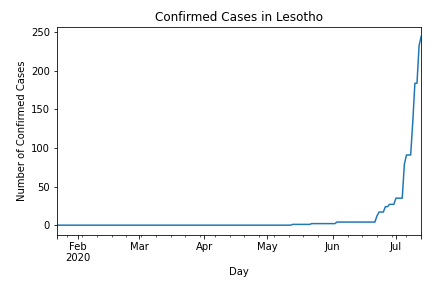 Confirmed Cases in Lesotho
250
200
150
100
50
0
Number of Confirmed Cases
Feb Mar Apr May Jun Jul
2020
Day